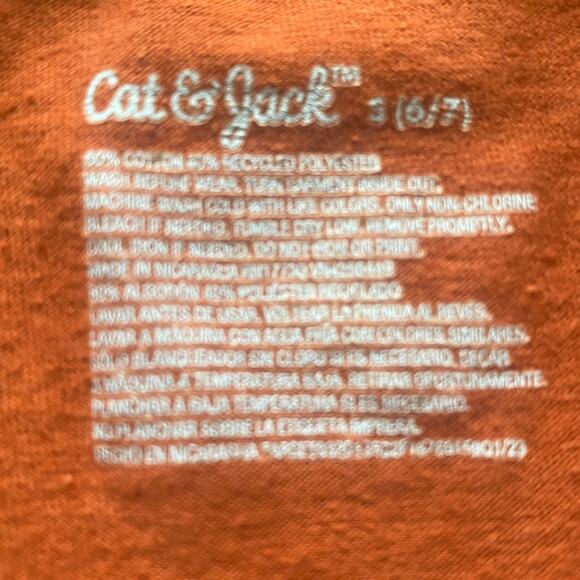 Cat & Jack™ S (6/7)
60% COTTON 40% RECYCLED POLYESTER
WASH BEFORE WEAR, TURN GARMENT INSIDE OUT,
MACHINE WASH COLD WITH LIKE COLORS, ONLY NON-CHLORINE
BLEACH IF NEEDED, TUMBLE DRY LOW, REMOVE PROMPTLY,
COOL IRON IF NEEDED, DO NOT IRON ON PRINT.
MADE IN NICARAGUA
60% ALGODÓN 40% POLIÉSTER RECICLADO
LAVAR ANTES DE USAR, VOLTEAR LA PRENDA AL REVÉS,
LAVAR A MÁQUINA CON AGUA FRÍA CON COLORES SIMILARES,
SÓLO BLANQUEADOR SIN CLORO SI ES NECESARIO, SECAR
A MÁQUINA A TEMPERATURA BAJA, RETIRAR OPORTUNAMENTE,
PLANCHAR A BAJA TEMPERATURA SI ES NECESARIO,
NO PLANCHAR SOBRE LA ETIQUETA IMPRESA.
HECHO EN NICARAGUA